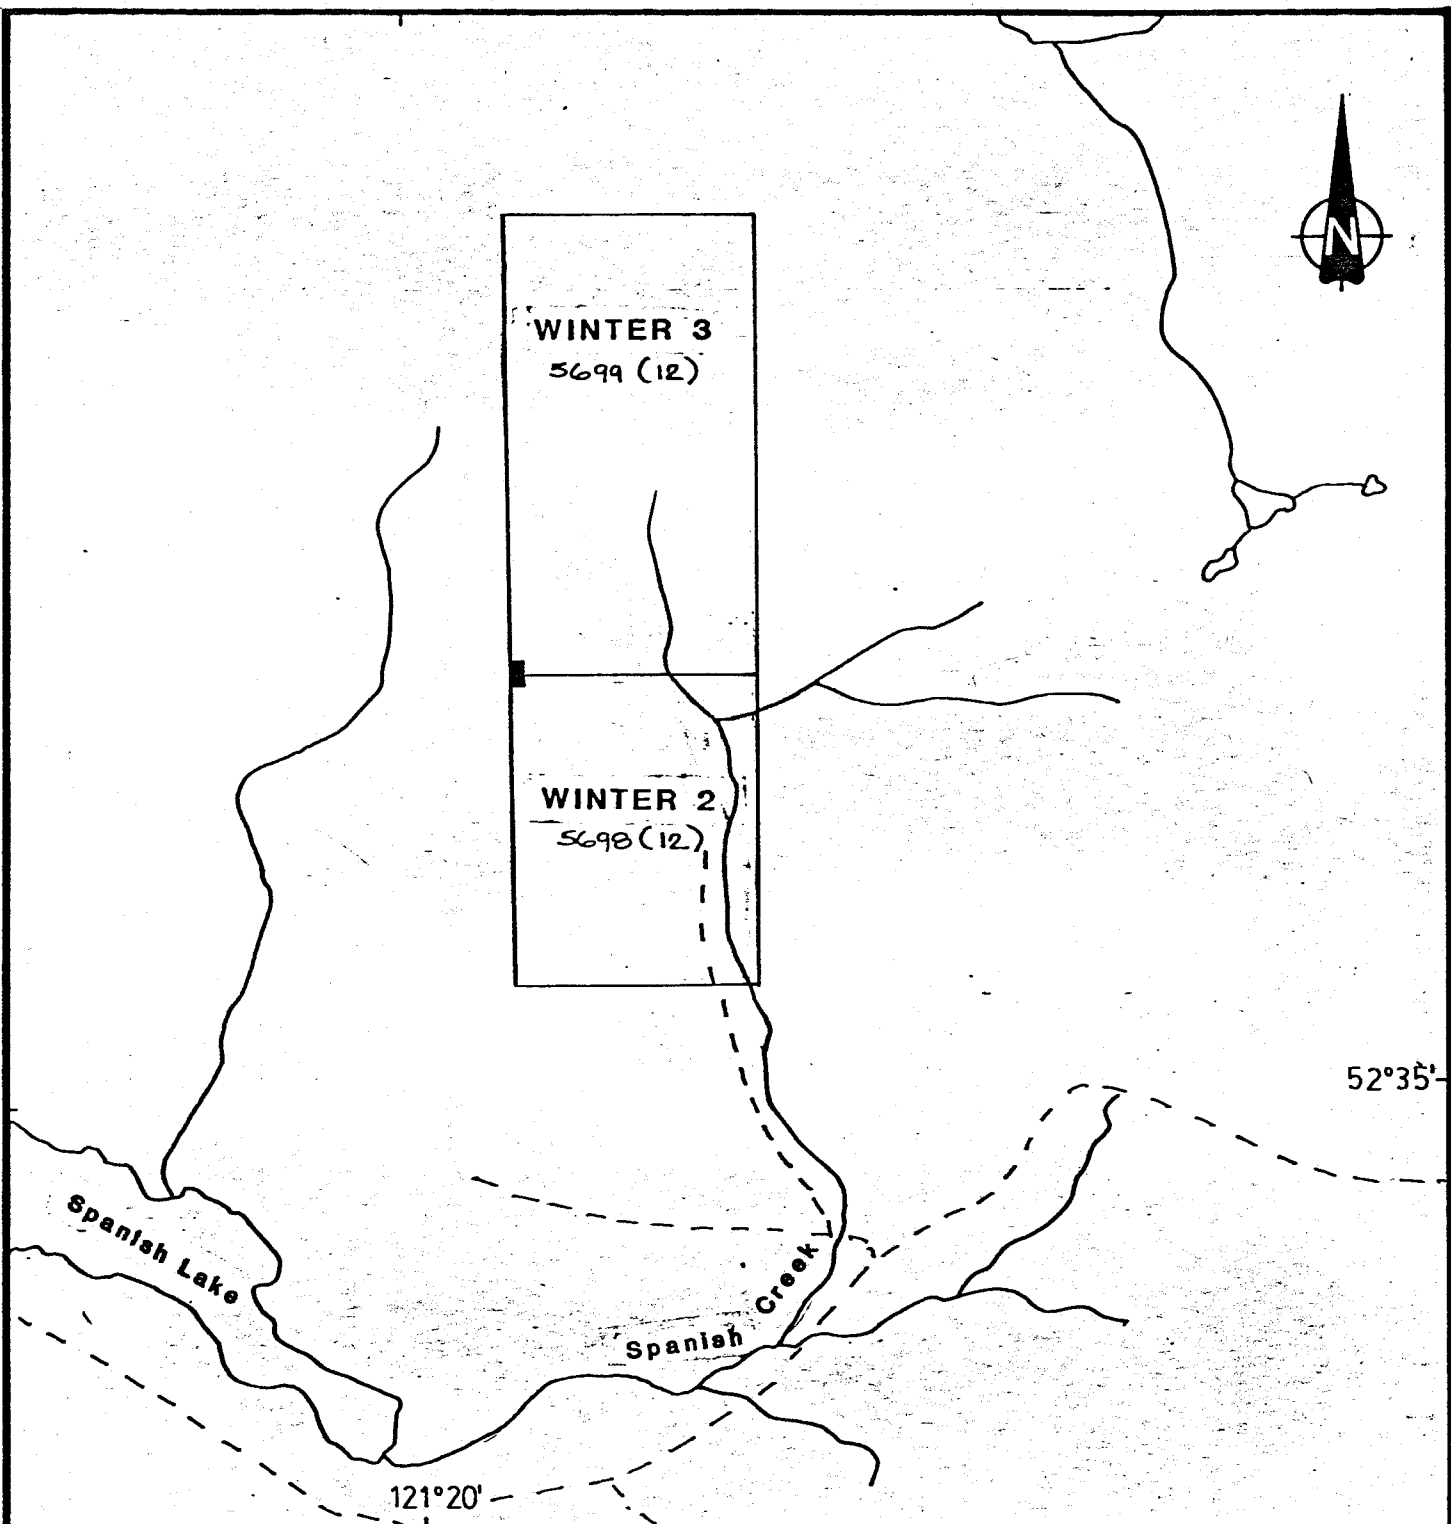 N
WINTER 3
5699 (12)
WINTER 2
5698 (12)
52°35'
Spanish Lake
Spanish Creek
121°20'